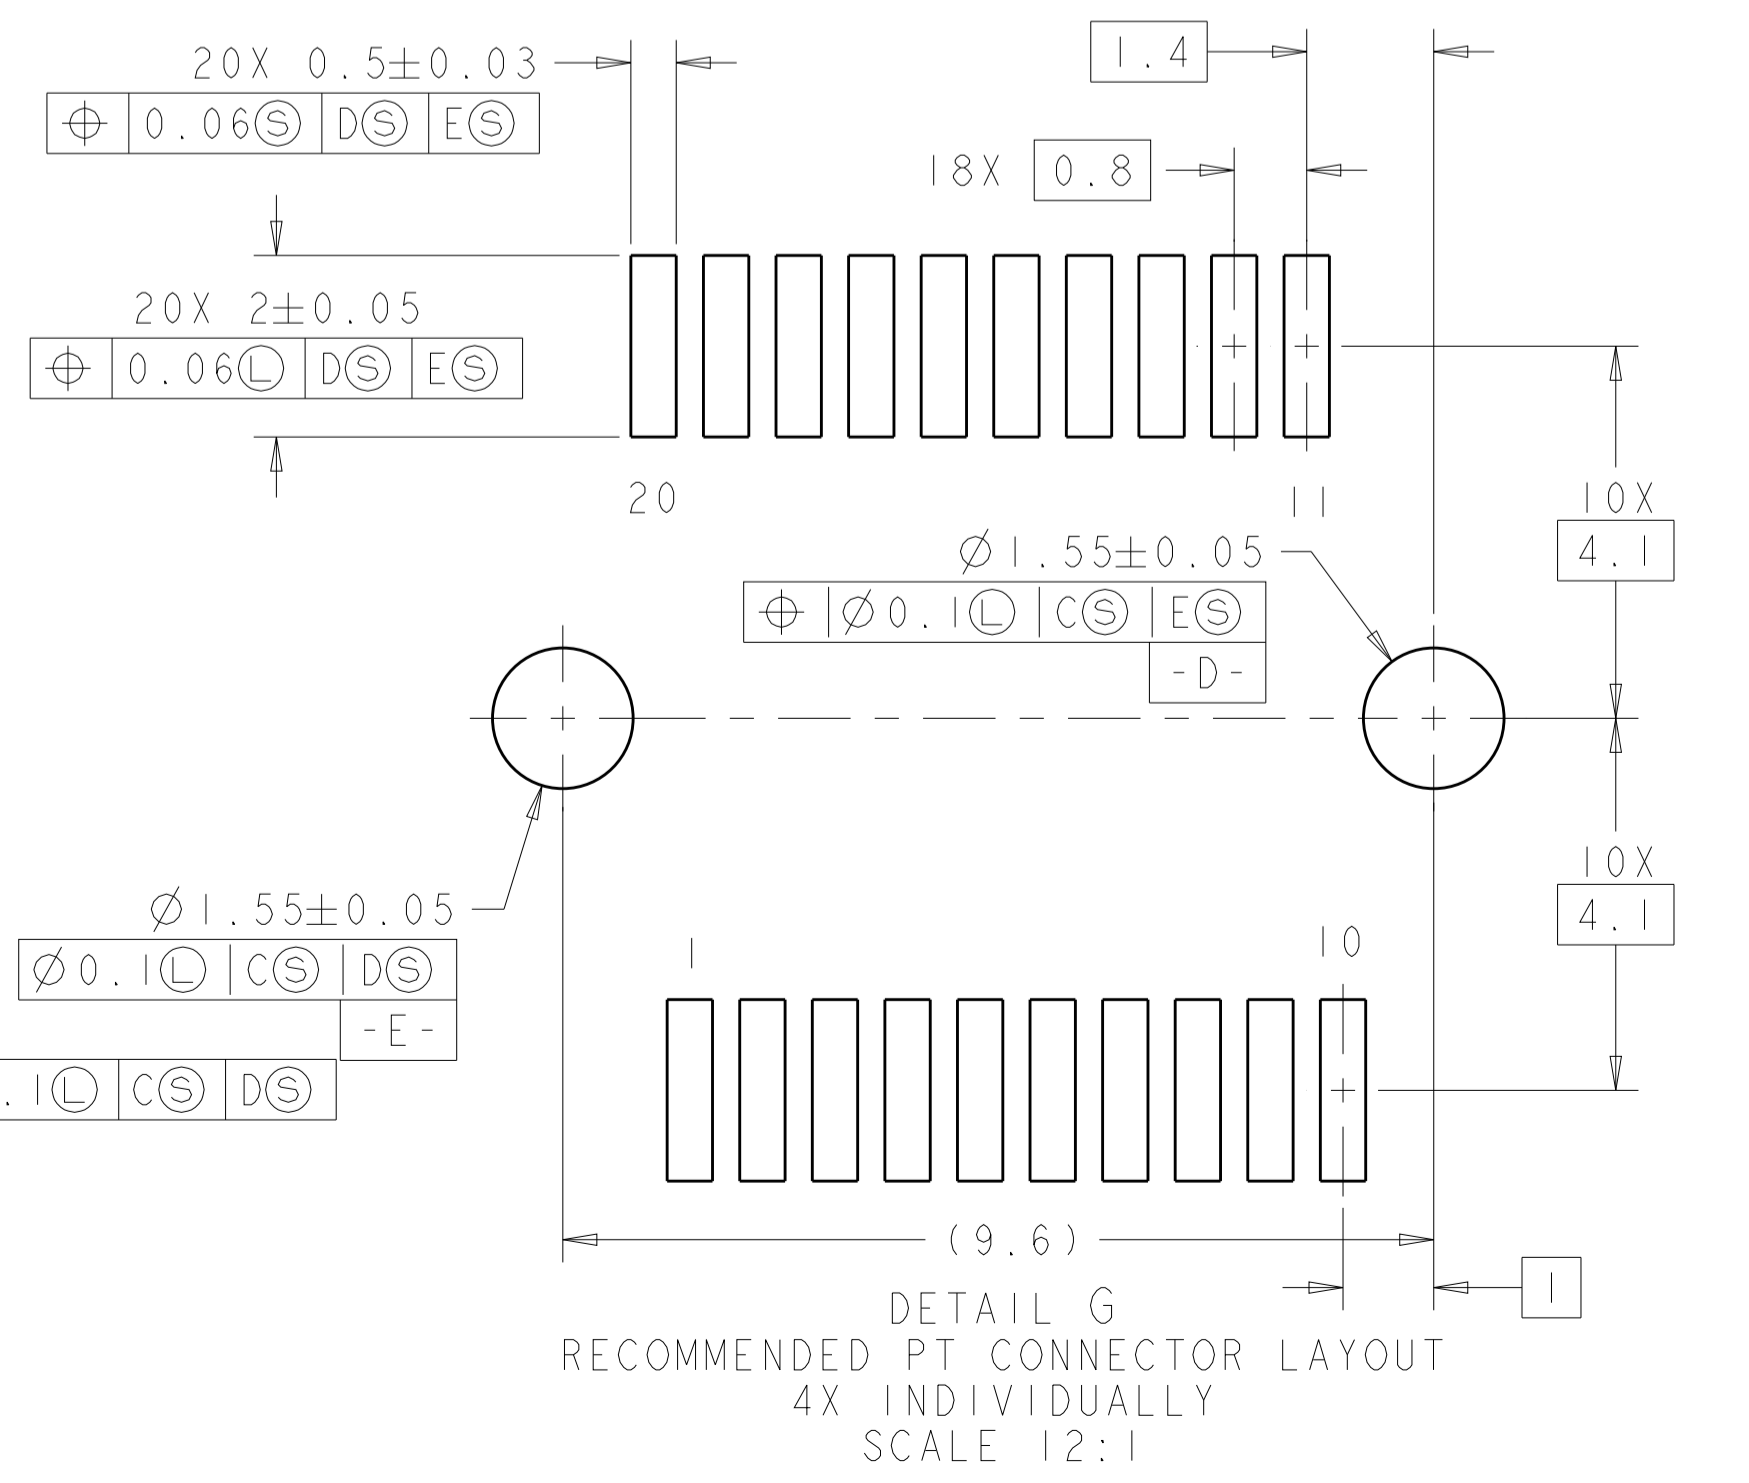 20X 0.5±0.03
⌖ 0.06Ⓢ DⓈ EⓈ
1.4
18X 0.8
20X 2±0.05
⌖ 0.06Ⓛ DⓈ EⓈ
20
11
10X
4.1
Ø1.55±0.05
⌖ Ø0.1Ⓛ CⓈ EⓈ
-D-
10X
4.1
Ø1.55±0.05
Ø0.1Ⓛ CⓈ DⓈ
-E-
.1Ⓛ CⓈ DⓈ
1
10
(9.6)
1
DETAIL G
RECOMMENDED PT CONNECTOR LAYOUT
4X INDIVIDUALLY
SCALE 12:1